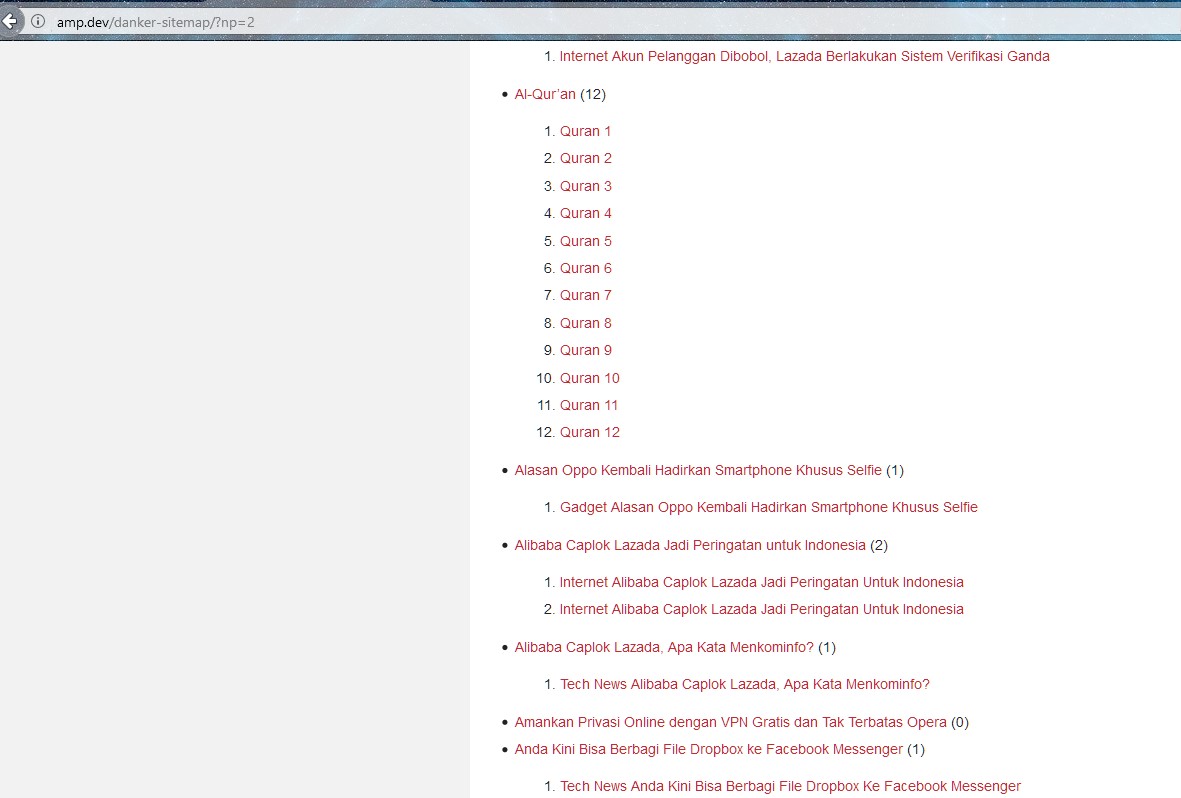 amp.dev/danker-sitemap/?np=2
1. Internet Akun Pelanggan Dibobol, Lazada Berlakukan Sistem Verifikasi Ganda
• Al-Qur'an (12)
1. Quran 1
2. Quran 2
3. Quran 3
4. Quran 4
5. Quran 5
6. Quran 6
7. Quran 7
8. Quran 8
9. Quran 9
10. Quran 10
11. Quran 11
12. Quran 12
• Alasan Oppo Kembali Hadirkan Smartphone Khusus Selfie (1)
1. Gadget Alasan Oppo Kembali Hadirkan Smartphone Khusus Selfie
• Alibaba Caplok Lazada Jadi Peringatan untuk Indonesia (2)
1. Internet Alibaba Caplok Lazada Jadi Peringatan Untuk Indonesia
2. Internet Alibaba Caplok Lazada Jadi Peringatan Untuk Indonesia
• Alibaba Caplok Lazada, Apa Kata Menkominfo? (1)
1. Tech News Alibaba Caplok Lazada, Apa Kata Menkominfo?
• Amankan Privasi Online dengan VPN Gratis dan Tak Terbatas Opera (0)
• Anda Kini Bisa Berbagi File Dropbox ke Facebook Messenger (1)
1. Tech News Anda Kini Bisa Berbagi File Dropbox Ke Facebook Messenger